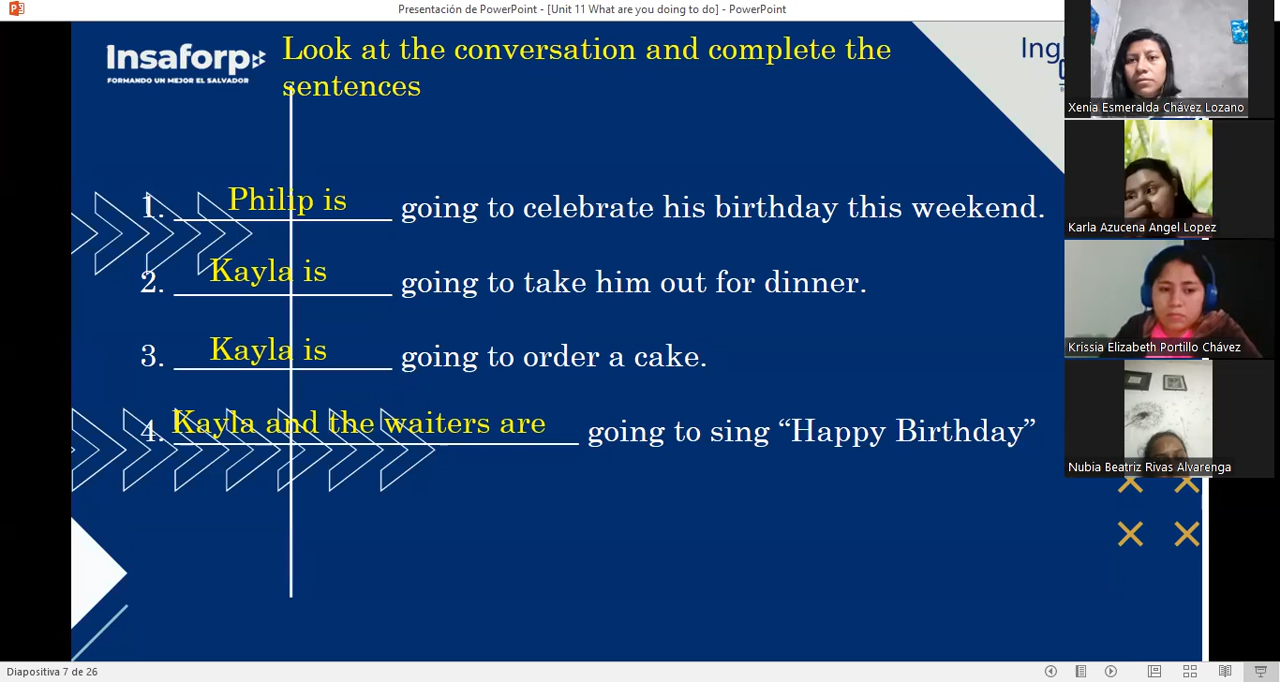 Presentación de PowerPoint - [Unit 11 What are you doing to do] - PowerPoint
Insaforp
FORMANDO UN MEJOR EL SALVADOR
Look at the conversation and complete the
sentences
1. Philip is going to celebrate his birthday this weekend.
2. Kayla is going to take him out for dinner.
3. Kayla is going to order a cake.
4. Kayla and the waiters are going to sing “Happy Birthday”
Xenia Esmeralda Chávez Lozano
Karla Azucena Angel Lopez
Krissia Elizabeth Portillo Chávez
Nubia Beatriz Rivas Alvarenga
Diapositiva 7 de 26